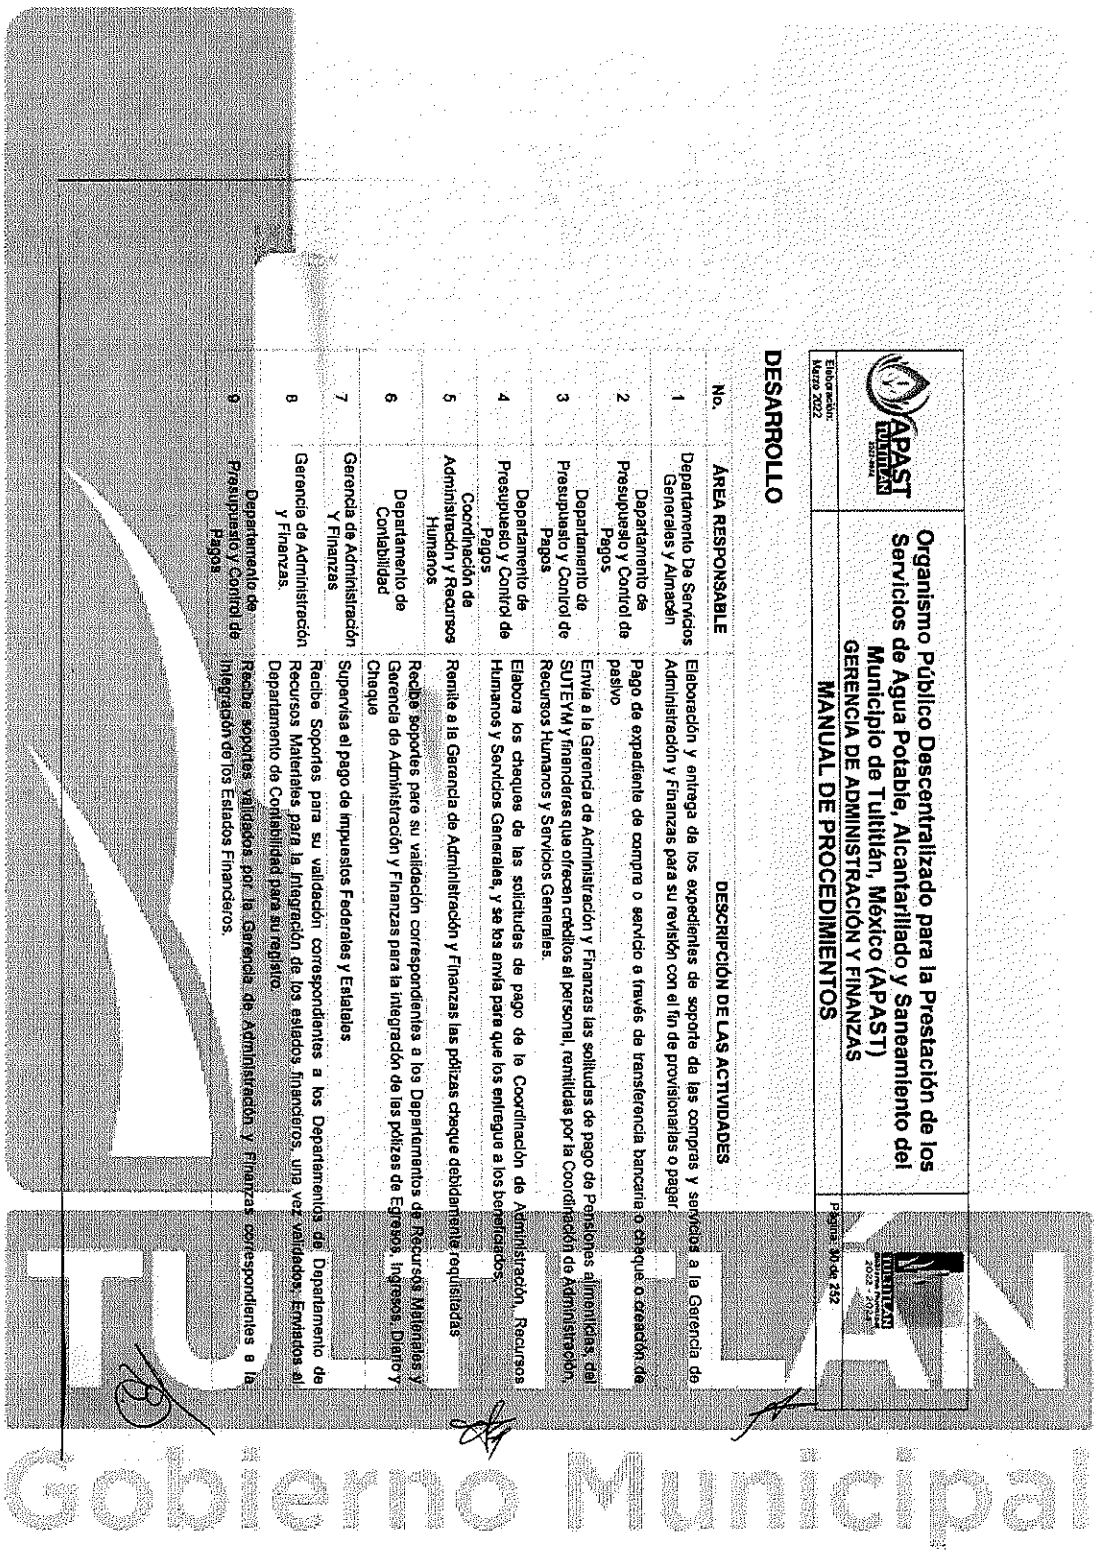 APAST
TULTITLÁN
2022-2024
Elaboración:
Marzo 2022
Organismo Público Descentralizado para la Prestación de los
Servicios de Agua Potable, Alcantarillado y Saneamiento del
Municipio de Tultitlán, México (APAST)
GERENCIA DE ADMINISTRACIÓN Y FINANZAS
MANUAL DE PROCEDIMIENTOS
TULTITLÁN
2022 - 2024
Página: 30 de 252
DESARROLLO
No. ÁREA RESPONSABLE DESCRIPCIÓN DE LAS ACTIVIDADES
1 Departamento De Servicios Generales y Almacén
Elaboración y entrega de los expedientes de soporte de las compras y servicios a la Gerencia de
Administración y Finanzas para su revisión con el fin de provisionarlas o pagar
2 Departamento de Presupuesto y Control de Pagos
Pago de expediente de compra o servicio a través de transferencia bancaria o cheque o creación de
pasivo
3 Departamento de Presupuesto y Control de Pagos
Envía a la Gerencia de Administración y Finanzas las solitudes de pago de Pensiones alimenticias, del
SUTEYM y financieras que ofrecen créditos al personal, remitidas por la Coordinación de Administración,
Recursos Humanos y Servicios Generales.
4 Departamento de Presupuesto y Control de Pagos
Elabora los cheques de las solicitudes de pago de la Coordinación de Administración, Recursos
Humanos y Servicios Generales, y se los envía para que los entregue a los beneficiados.
5 Coordinación de Administración y Recursos Humanos
Remite a la Gerencia de Administración y Finanzas las pólizas cheque debidamente requisitadas
6 Departamento de Contabilidad
Recibe soportes para su validación correspondientes a los Departamentos de Recursos Materiales y
Gerencia de Administración y Finanzas para la integración de las pólizas de Egresos, Ingresos, Diario y
Cheque
7 Gerencia de Administración Y Finanzas
Supervisa el pago de Impuestos Federales y Estatales
8 Gerencia de Administración y Finanzas.
Recibe Soportes para su validación correspondientes a los Departamentos de Departamento de
Recursos Materiales para la Integración de los estados financieros, una vez validados, Enviados al
Departamento de Contabilidad para su registro.
9 Departamento de Presupuesto y Control de Pagos
Recibe soportes validados por la Gerencia de Administración y Finanzas correspondientes a la
Integración de los Estados Financieros.
TULTITLÁN
Gobierno Municipal